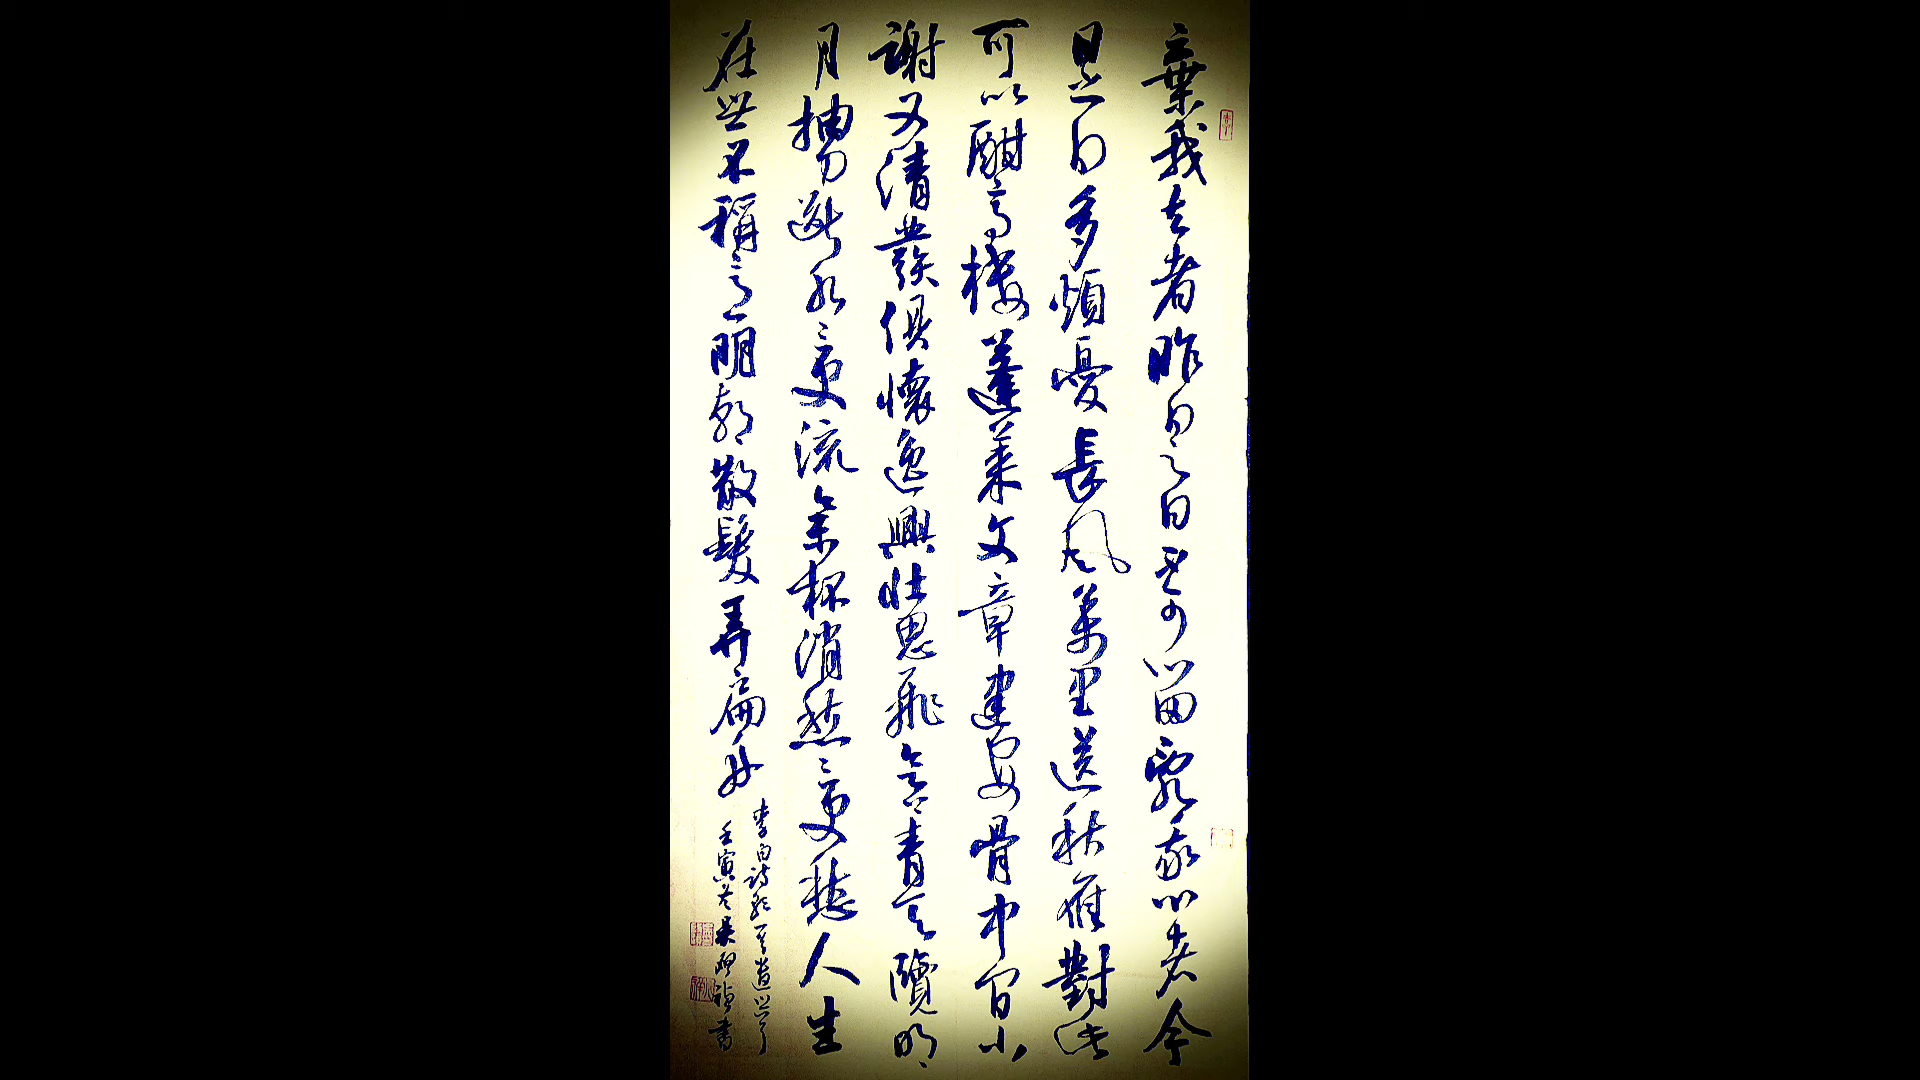 棄我去者昨日之日不可留亂我心者今
日之日多煩憂長風萬里送秋雁對此
可以酣高樓蓬萊文章建安骨中間小
謝又清發俱懷逸興壯思飛欲上青天覽明
月抽刀斷水水更流舉杯消愁愁更愁人生
在世不稱意明朝散髮弄扁舟
李白詩
壬寅冬吴書